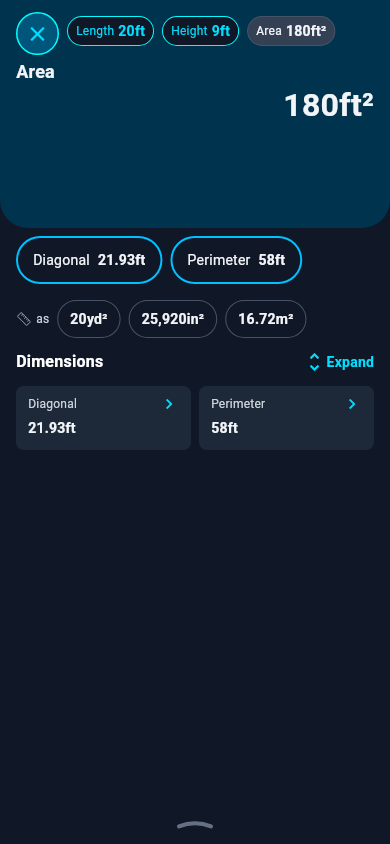 Length 20ft Height 9ft Area 180ft²
Area
180ft²
Diagonal 21.93ft Perimeter 58ft
as 20yd² 25,920in² 16.72m²
Dimensions Expand
Diagonal Perimeter
21.93ft 58ft